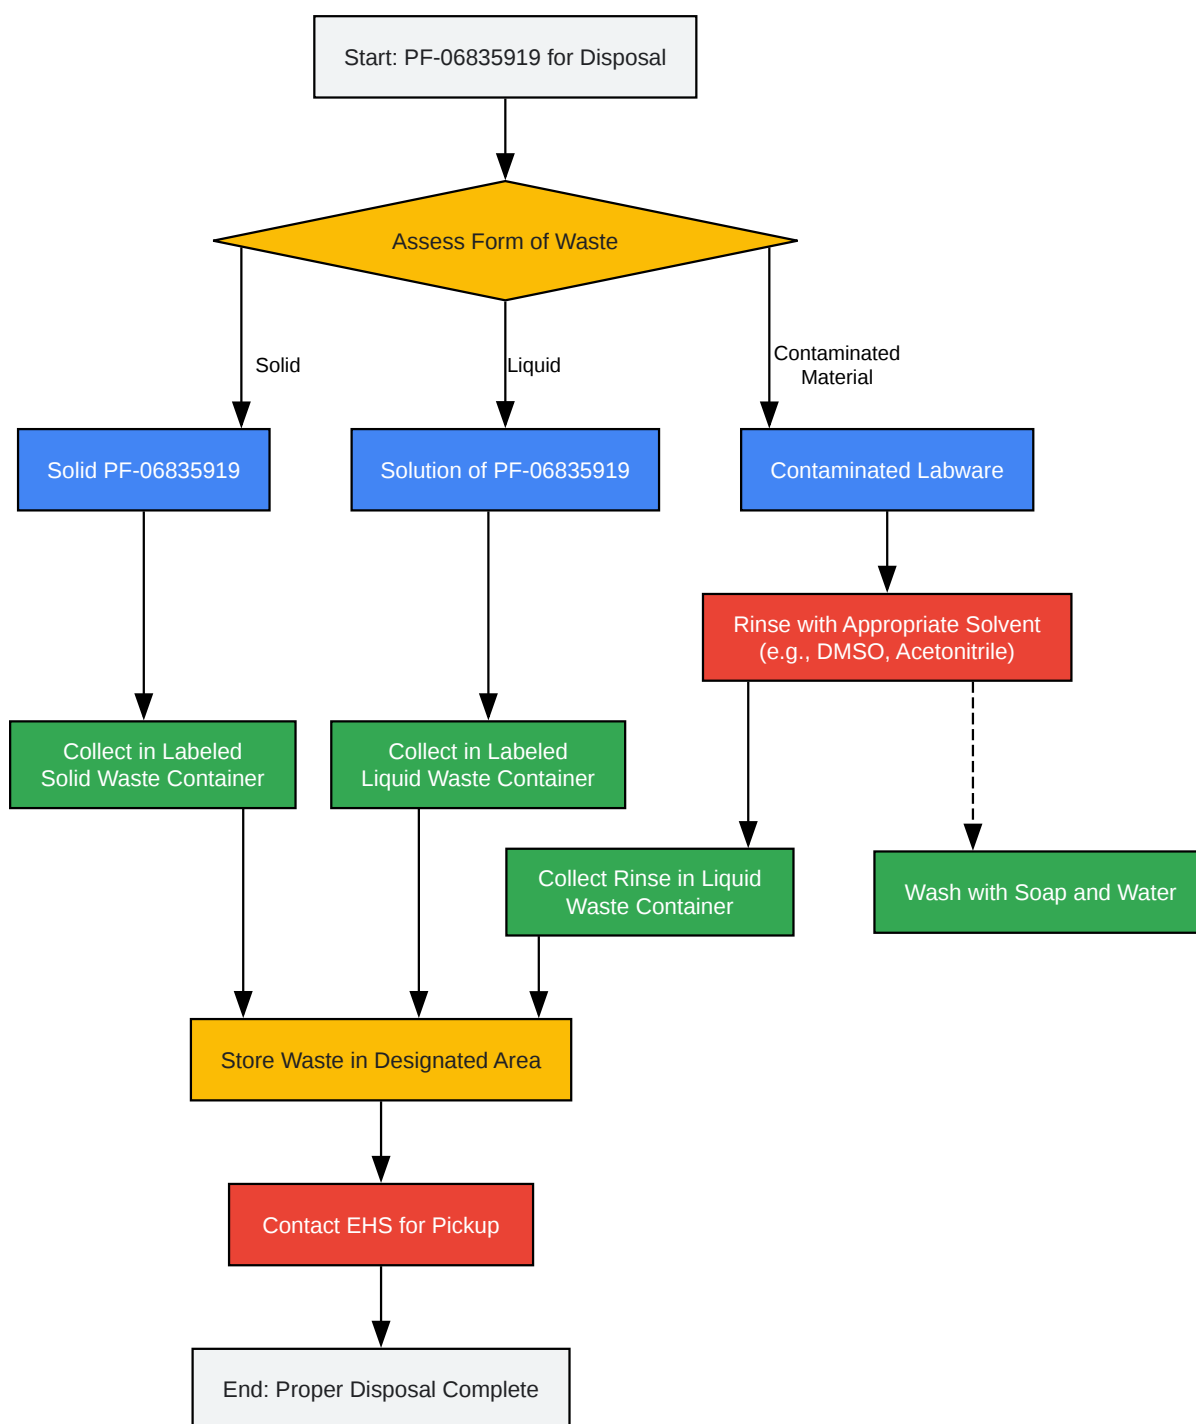 Start: PF-06835919 for Disposal
Assess Form of Waste
Solid
Liquid
Contaminated
Material
Solid PF-06835919
Solution of PF-06835919
Contaminated Labware
Rinse with Appropriate Solvent
(e.g., DMSO, Acetonitrile)
Collect in Labeled
Solid Waste Container
Collect in Labeled
Liquid Waste Container
Collect Rinse in Liquid
Waste Container
Wash with Soap and Water
Store Waste in Designated Area
Contact EHS for Pickup
End: Proper Disposal Complete